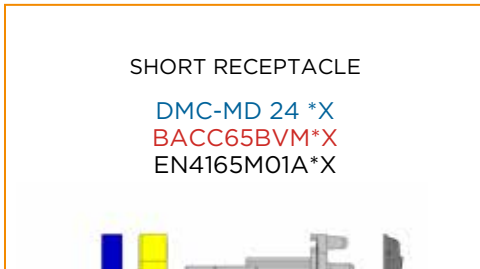 SHORT RECEPTACLE
DMC-MD 24 *X
BACC65BVM*X
EN4165M01A*X